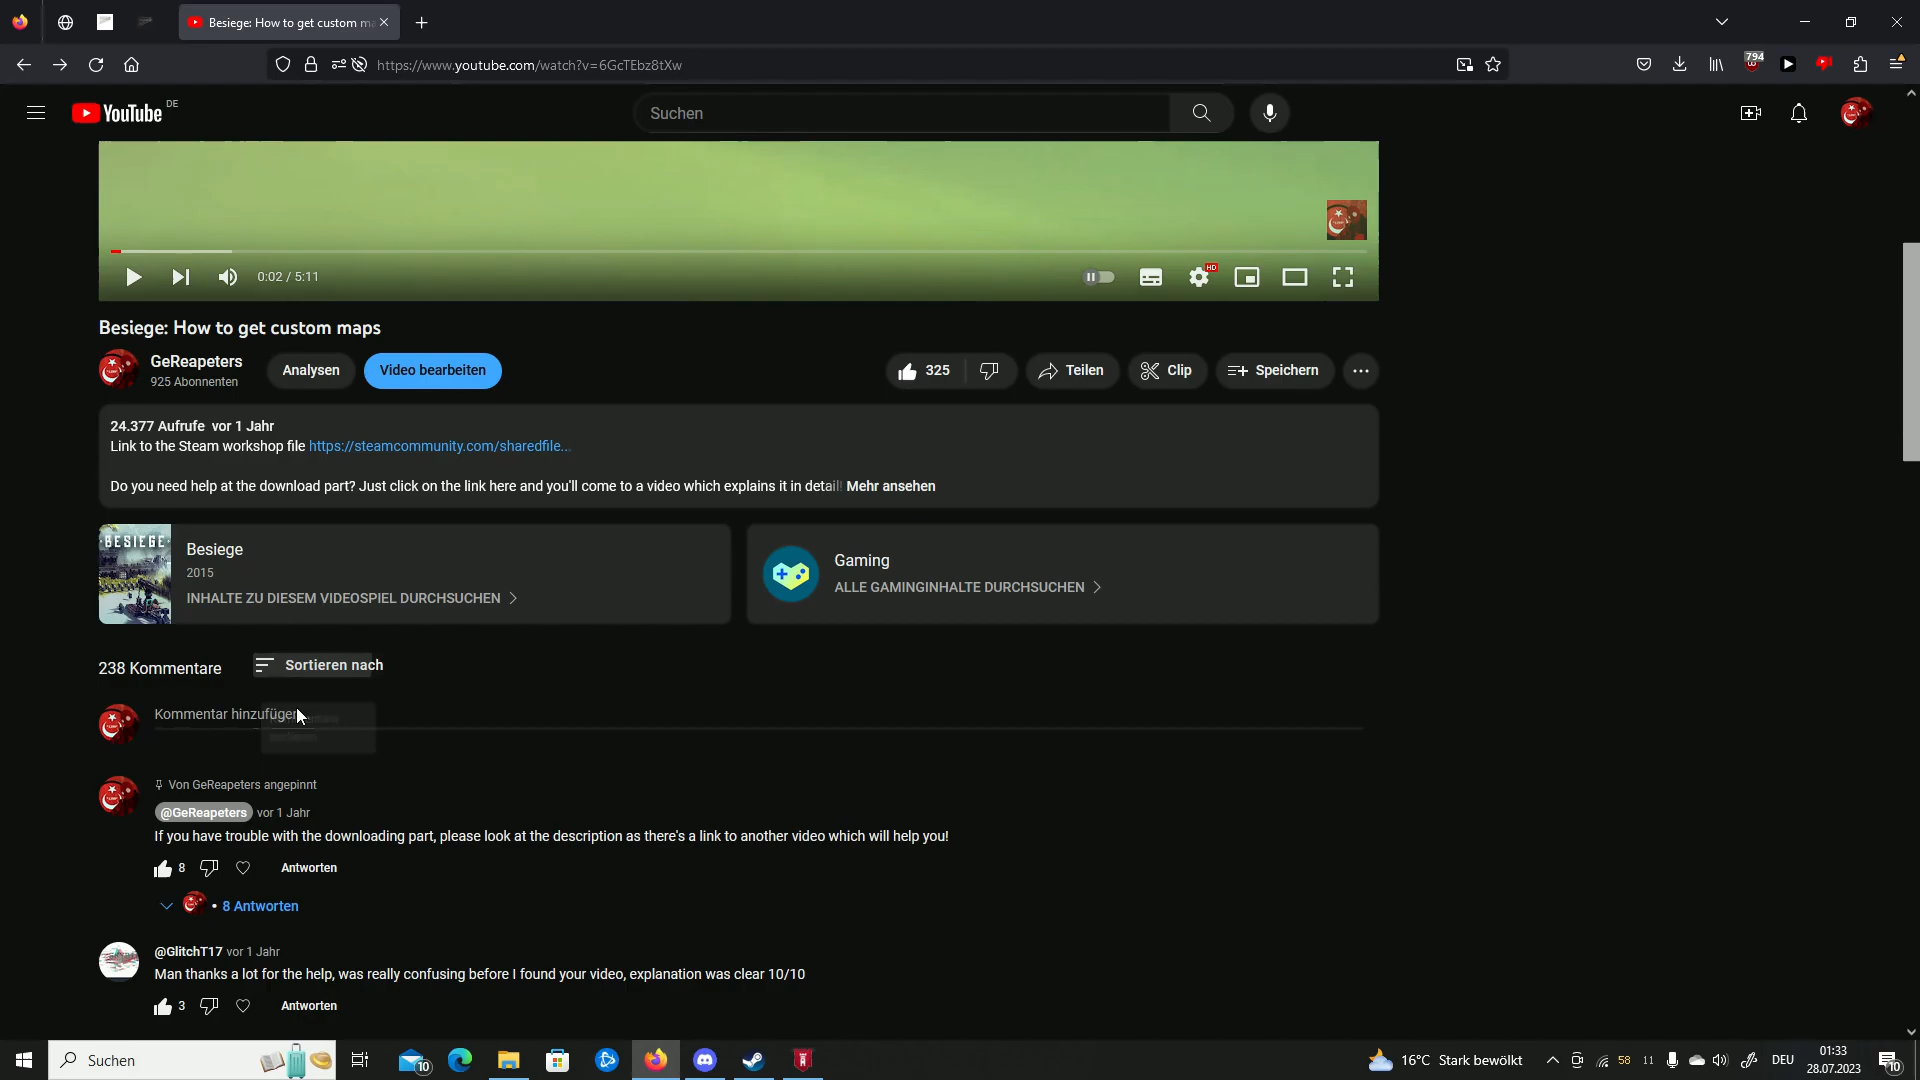 Besiege: How to get custom ma
https://www.youtube.com/watch?v=6GcTEbz8tXw
794
YouTube DE
Suchen
0:02 / 5:11
HD
Besiege: How to get custom maps
GeReapeters
925 Abonnenten
Analysen
Video bearbeiten
325
Teilen
Clip
Speichern
24.377 Aufrufe vor 1 Jahr
Link to the Steam workshop file https://steamcommunity.com/sharedfile...
Do you need help at the download part? Just click on the link here and you'll come to a video which explains it in detail! Mehr ansehen
BESIEGE
Besiege
2015
INHALTE ZU DIESEM VIDEOSPIEL DURCHSUCHEN
Gaming
ALLE GAMINGINHALTE DURCHSUCHEN
238 Kommentare
Sortieren nach
Kommentar hinzufügen
Von GeReapeters angepinnt
@GeReapeters vor 1 Jahr
If you have trouble with the downloading part, please look at the description as there's a link to another video which will help you!
8
Antworten
• 8 Antworten
@GlitchT17 vor 1 Jahr
Man thanks a lot for the help, was really confusing before I found your video, explanation was clear 10/10
3
Antworten
Suchen
10
16°C Stark bewölkt
58
11
DEU
01:33
28.07.2023
10